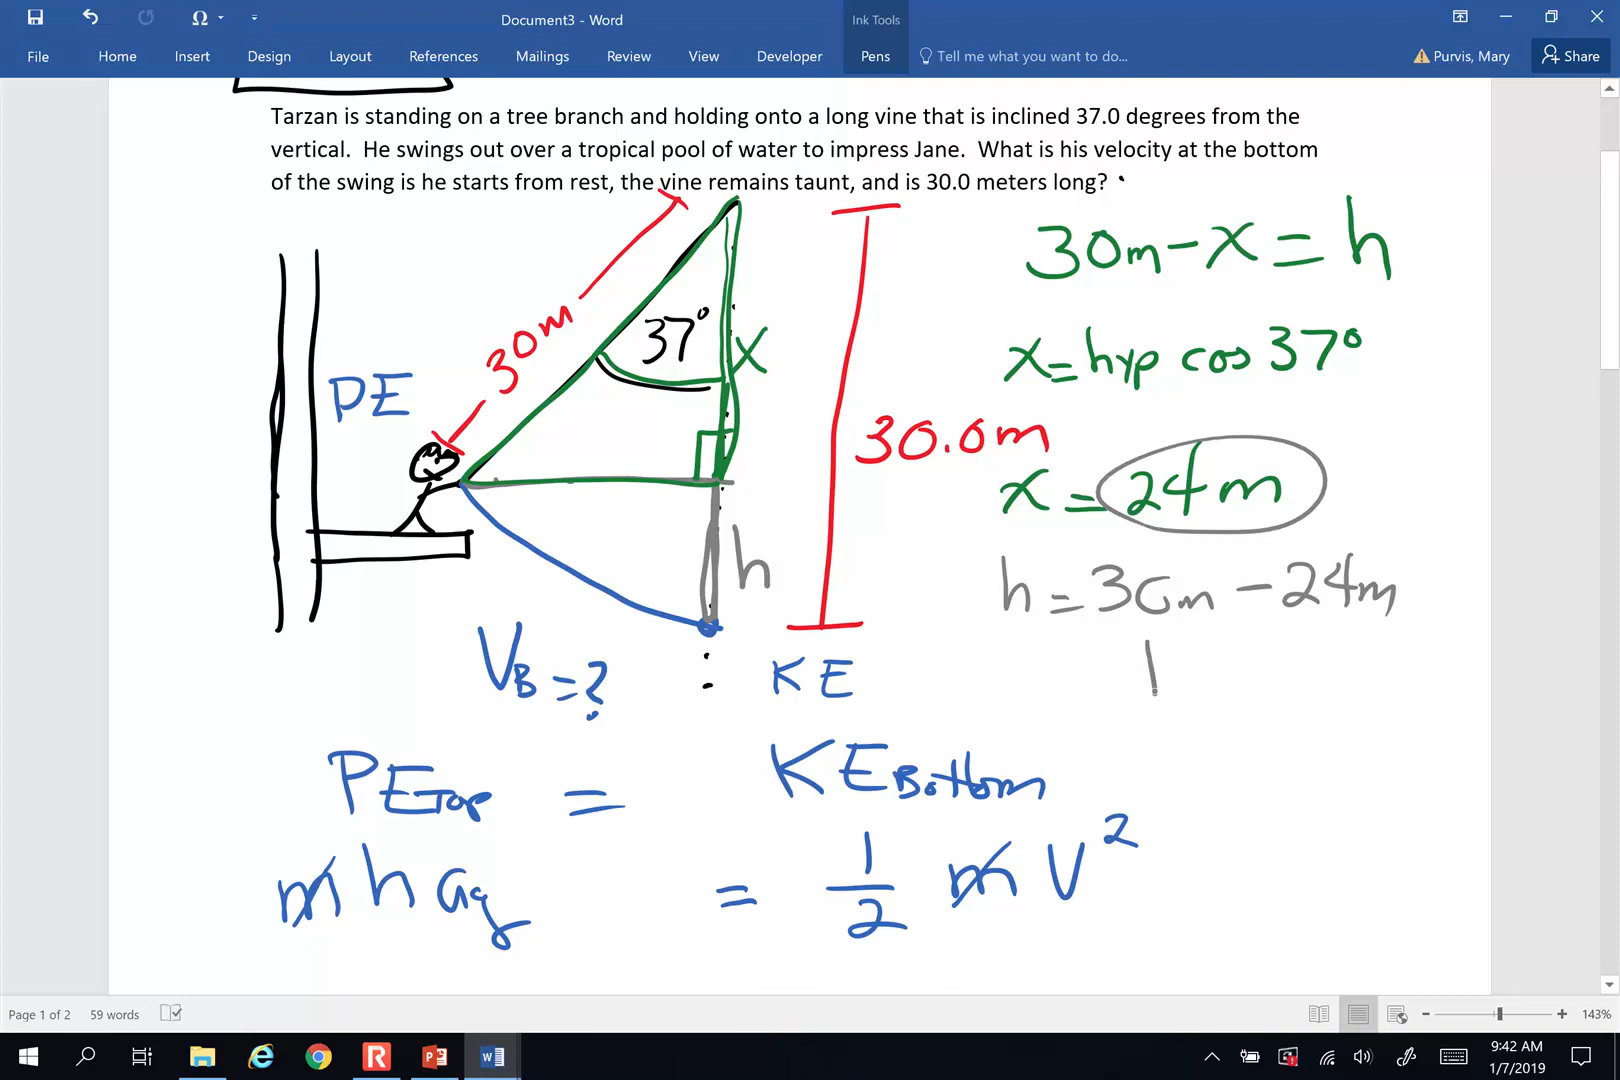 Document3 - Word
Ink Tools
File Home Insert Design Layout References Mailings Review View Developer Pens Tell me what you want to do... Purvis, Mary Share
Tarzan is standing on a tree branch and holding onto a long vine that is inclined 37.0 degrees from the
vertical. He swings out over a tropical pool of water to impress Jane. What is his velocity at the bottom
of the swing is he starts from rest, the vine remains taunt, and is 30.0 meters long?
30m
37°
x
PE
h
30.0m
30m - x = h
x = hyp cos 37°
x = 24m
h = 30m - 24m
V_B = ?
KE
PE_Top = KE_Bottom
m h a_g = 1/2 m V²
Page 1 of 2 59 words 143%
9:42 AM
1/7/2019